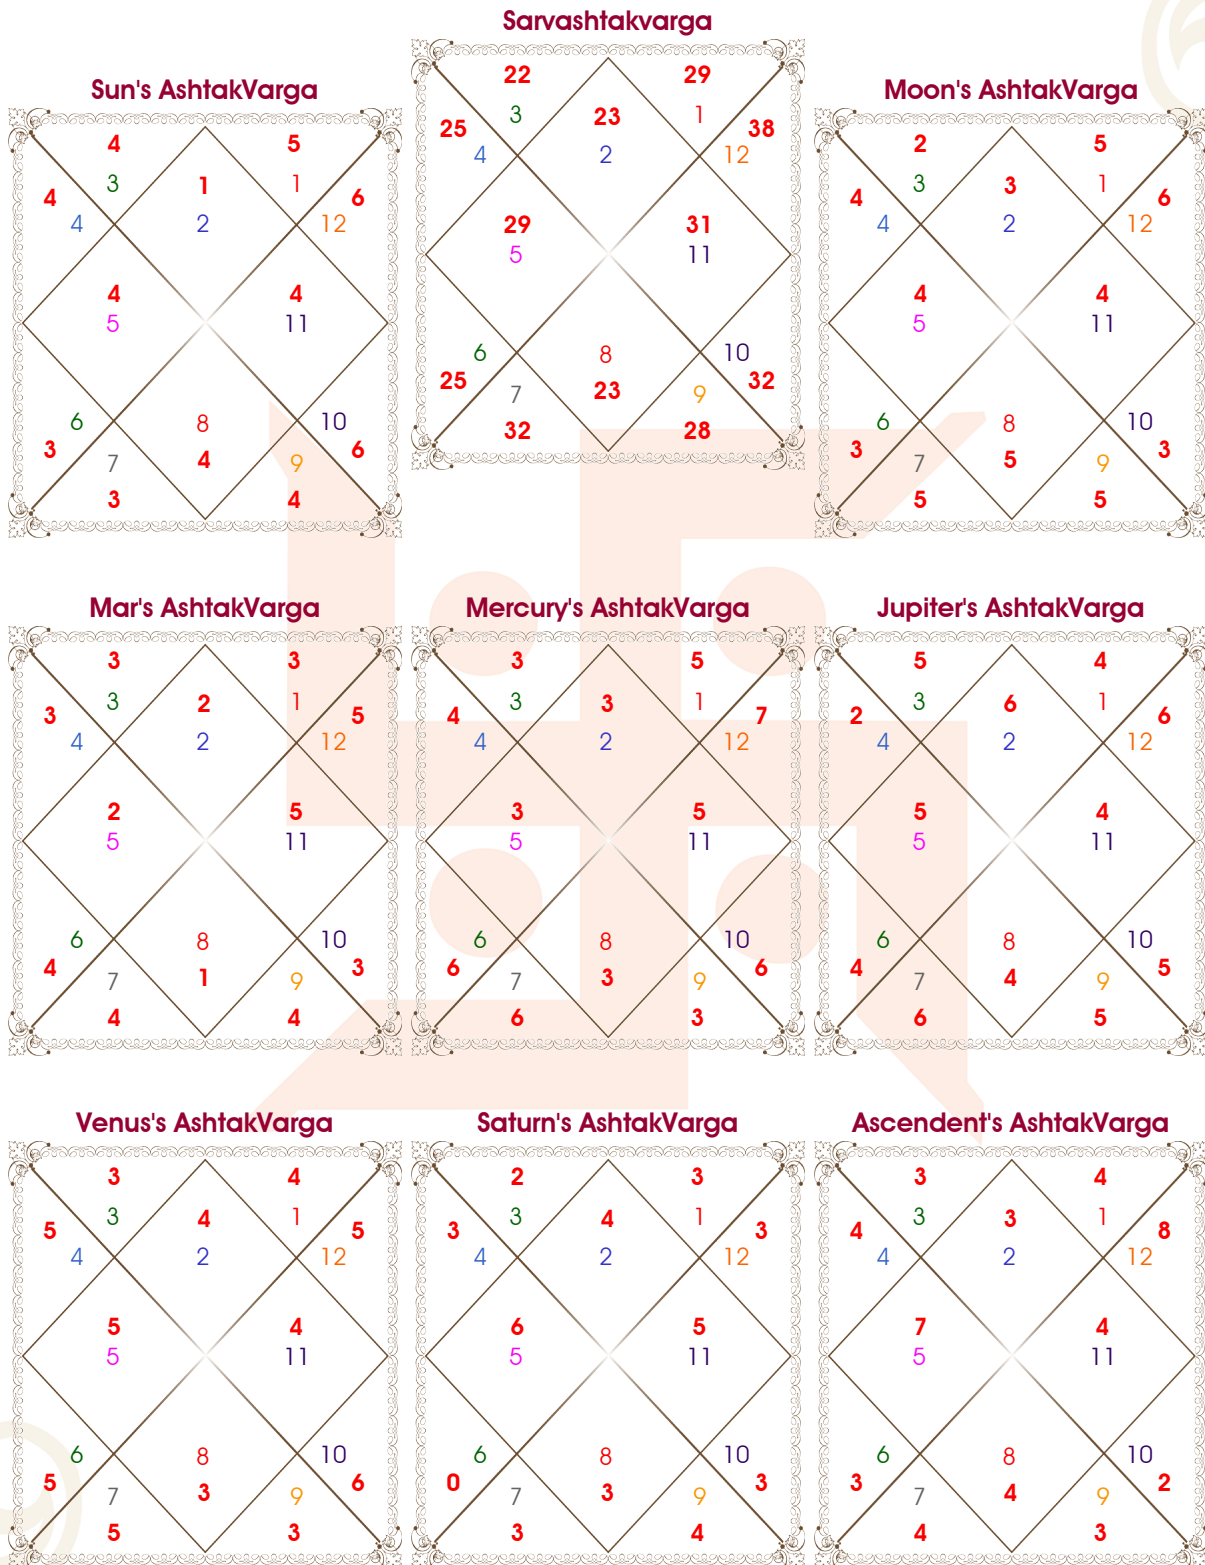 Sarvashtakvarga
22 29
3 23 1
25 38
4 2 12
29 31
5 11
6 8 10
25 23 32
7 9
32 28
Sun's AshtakVarga
4 5
3 1 1
4 6
4 2 12
4 4
5 11
6 8 10
3 4 6
7 9
3 4
Moon's AshtakVarga
2 5
3 3 1
4 6
4 2 12
4 4
5 11
6 8 10
3 5 3
7 9
5 5
Mar's AshtakVarga
3 3
3 2 1
3 5
4 2 12
2 5
5 11
6 8 10
4 1 3
7 9
4 4
Mercury's AshtakVarga
3 5
3 3 1
4 7
4 2 12
3 5
5 11
6 8 10
6 3 6
7 9
6 3
Jupiter's AshtakVarga
5 4
3 6 1
2 6
4 2 12
5 4
5 11
6 8 10
4 4 5
7 9
6 5
Venus's AshtakVarga
3 4
3 4 1
5 5
4 2 12
5 4
5 11
6 8 10
5 3 6
7 9
5 3
Saturn's AshtakVarga
2 3
3 4 1
3 3
4 2 12
6 5
5 11
6 8 10
0 3 3
7 9
3 4
Ascendent's AshtakVarga
3 4
3 3 1
4 8
4 2 12
7 4
5 11
6 8 10
3 4 2
7 9
4 3